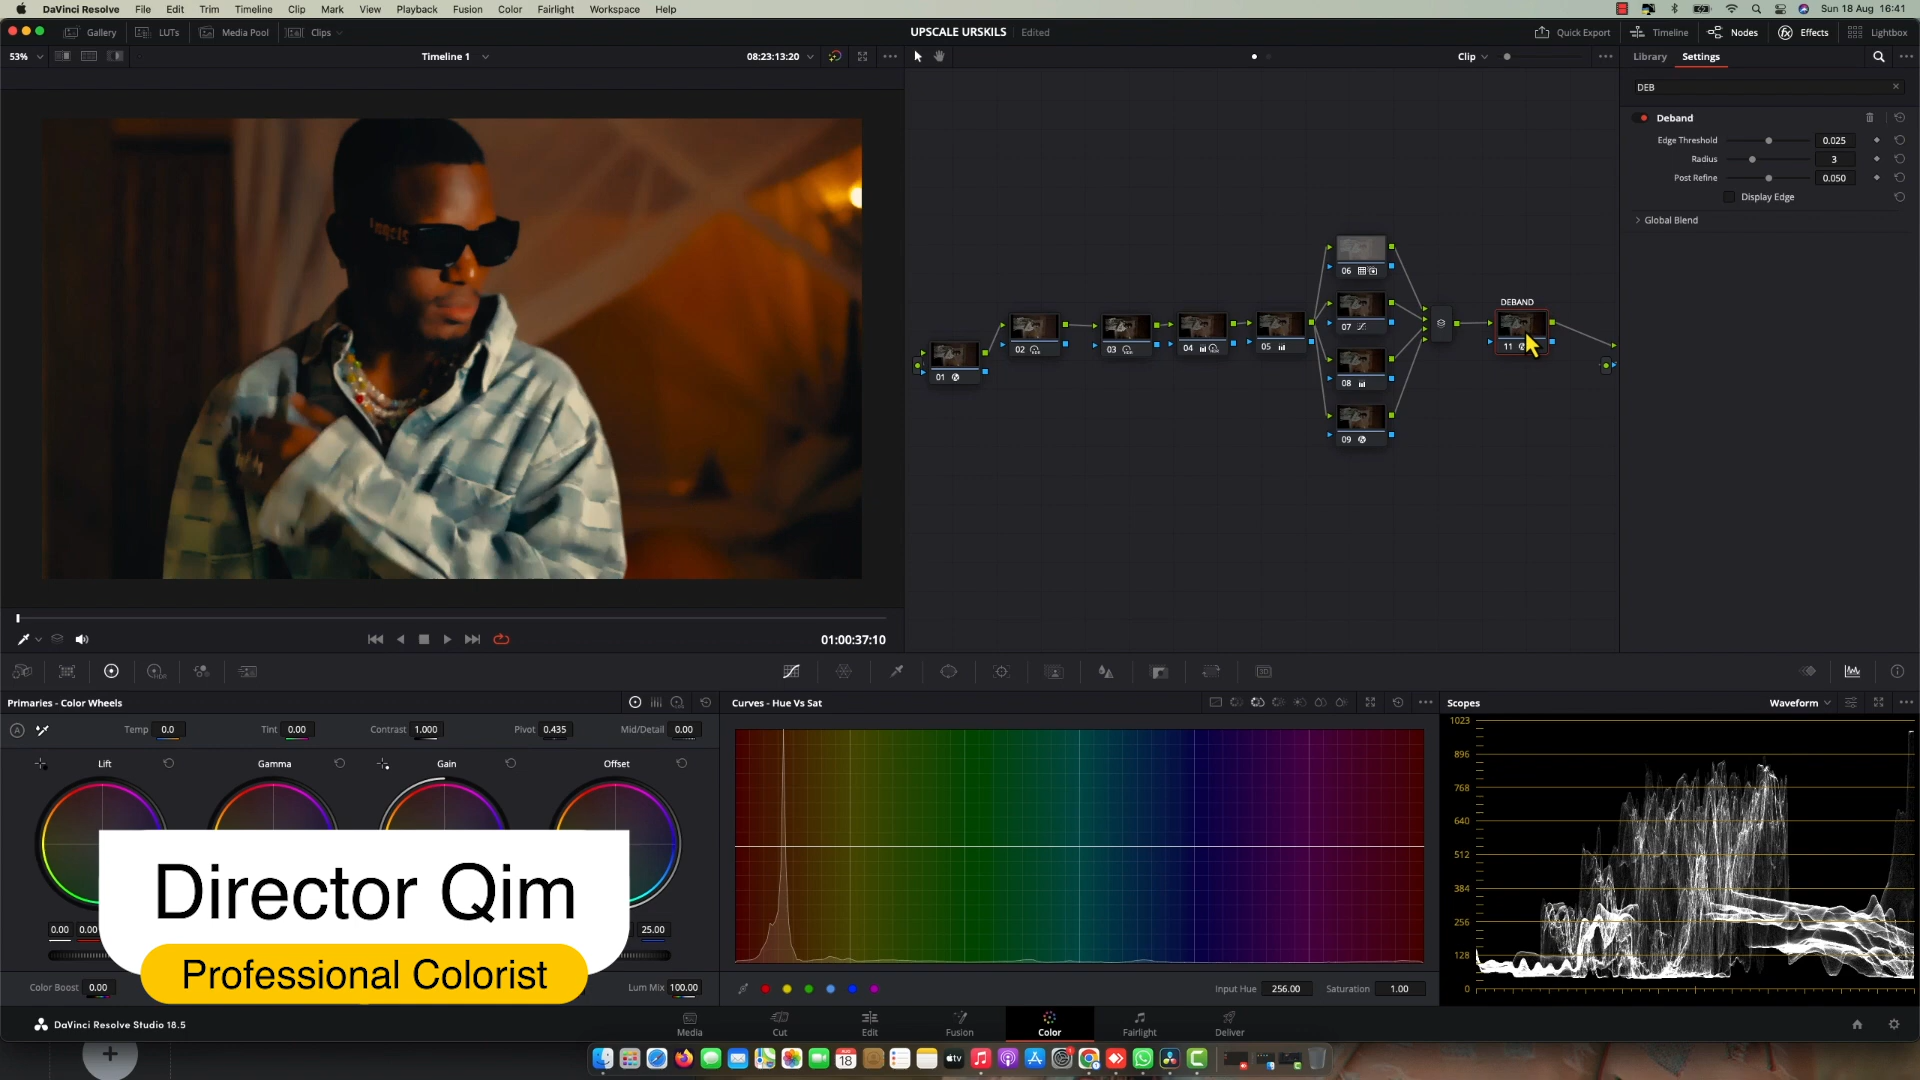 DaVinci Resolve File Edit Trim Timeline Clip Mark View Playback Fusion Color Fairlight Workspace Help
Sun 18 Aug 16:41
Gallery LUTs Media Pool Clips
UPSCALE URSKILS Edited
Quick Export Timeline Nodes Effects Lightbox
53%
Timeline 1
08:23:13:20
Clip
Library Settings
DEB
Deband
Edge Threshold 0.025
Radius 3
Post Refine 0.050
Display Edge
Global Blend
DEBAND
01
02
HDR
03
HDR
04
05
06
07
08
09
11
01:00:37:10
HDR
3D
Primaries - Color Wheels
Temp 0.0 Tint 0.00 Contrast 1.000 Pivot 0.435 Mid/Detail 0.00
Lift Gamma Gain Offset
0.00 0.00
25.00
Color Boost 0.00
Lum Mix 100.00
Director Qim
Professional Colorist
Curves - Hue Vs Sat
Input Hue 256.00 Saturation 1.00
Scopes
Waveform
1023
896
768
640
512
384
256
128
0
DaVinci Resolve Studio 18.5
Media Cut Edit Fusion Color Fairlight Deliver
18
tv